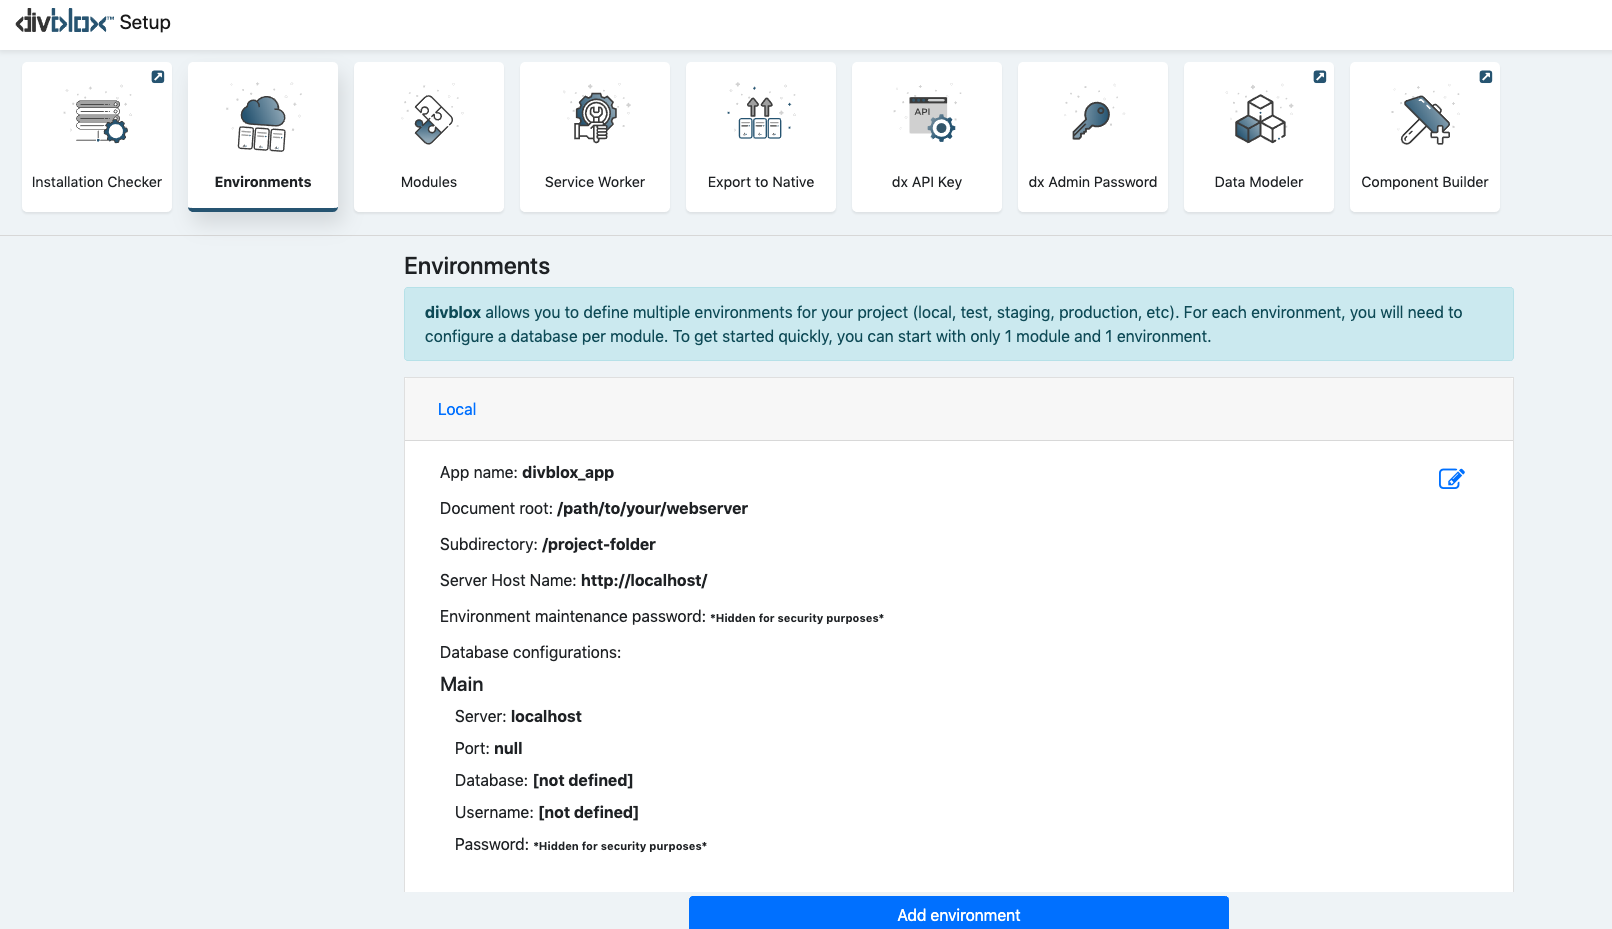 divblox™ Setup
Installation Checker
Environments
Modules
Service Worker
Export to Native
API
dx API Key
dx Admin Password
Data Modeler
Component Builder
Environments
divblox allows you to define multiple environments for your project (local, test, staging, production, etc). For each environment, you will need to
configure a database per module. To get started quickly, you can start with only 1 module and 1 environment.
Local
App name: divblox_app
Document root: /path/to/your/webserver
Subdirectory: /project-folder
Server Host Name: http://localhost/
Environment maintenance password: *Hidden for security purposes*
Database configurations:
Main
Server: localhost
Port: null
Database: [not defined]
Username: [not defined]
Password: *Hidden for security purposes*
Add environment